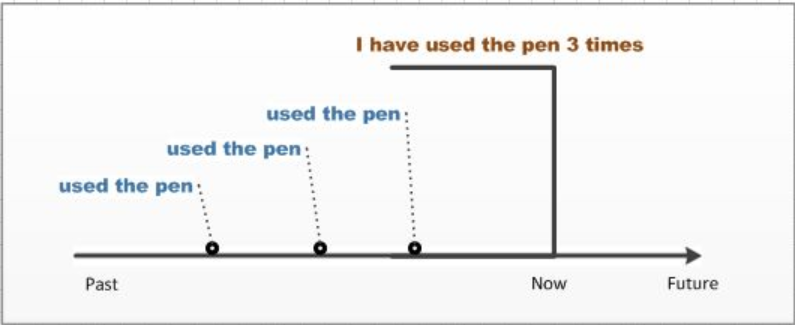 I have used the pen 3 times
used the pen
used the pen
used the pen
Past
Now
Future